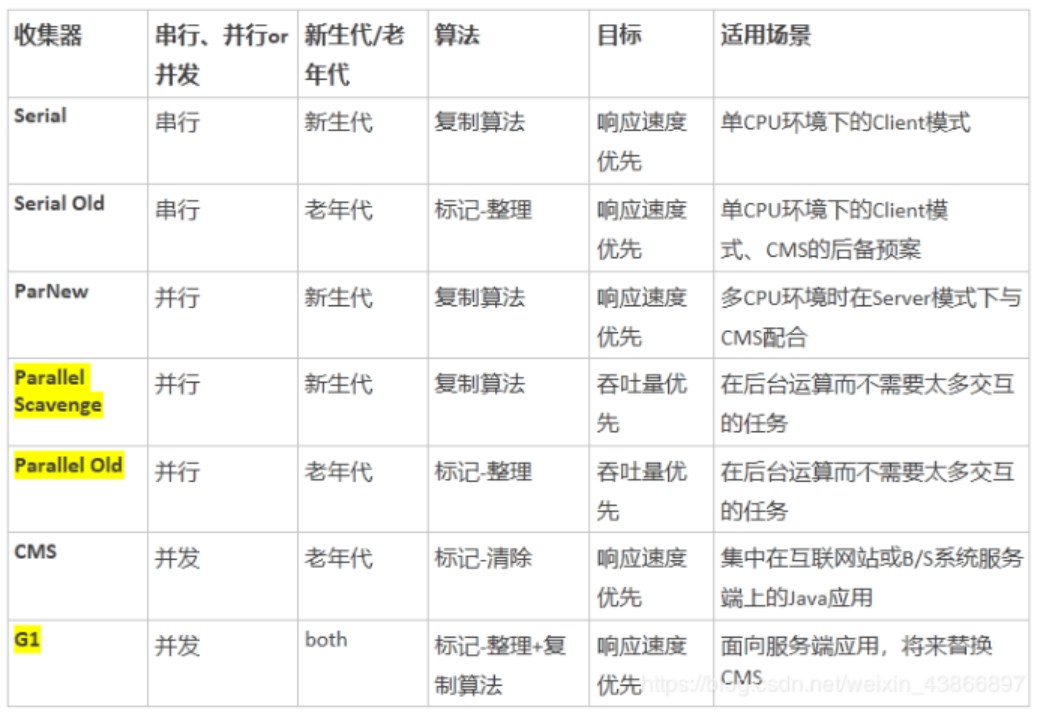 收集器
串行、并行or
并发
新生代/老
年代
算法
目标
适用场景
Serial
串行
新生代
复制算法
响应速度
优先
单CPU环境下的Client模式
Serial Old
串行
老年代
标记-整理
响应速度
优先
单CPU环境下的Client模
式、CMS的后备预案
ParNew
并行
新生代
复制算法
响应速度
优先
多CPU环境时在Server模式下与
CMS配合
Parallel
Scavenge
并行
新生代
复制算法
吞吐量优
先
在后台运算而不需要太多交互
的任务
Parallel Old
并行
老年代
标记-整理
吞吐量优
先
在后台运算而不需要太多交互
的任务
CMS
并发
老年代
标记-清除
响应速度
优先
集中在互联网站或B/S系统服务
端上的Java应用
G1
并发
both
标记-整理+复
制算法
响应速度
优先
面向服务端应用，将来替换
CMS
https://blog.csdn.net/weixin_43866897